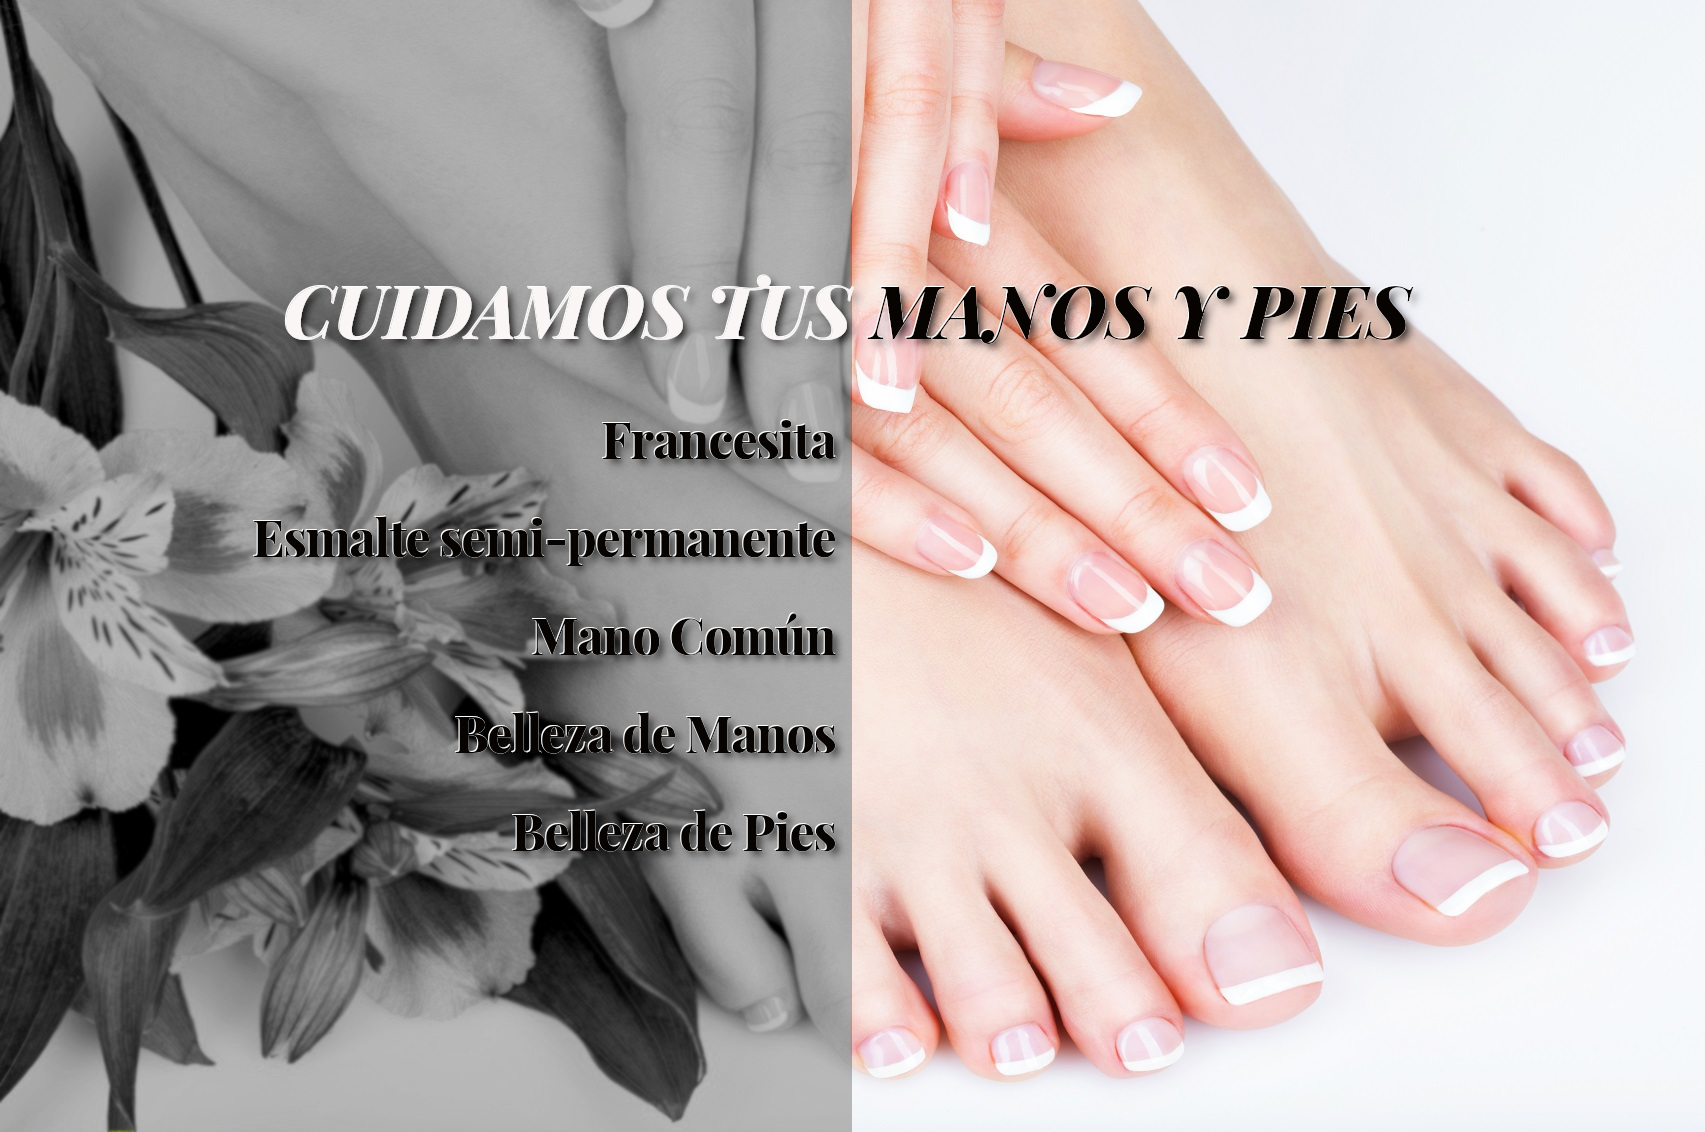 CUIDAMOS TUS MANOS Y PIES
Francesita
Esmalte semi-permanente
Mano Común
Belleza de Manos
Belleza de Pies